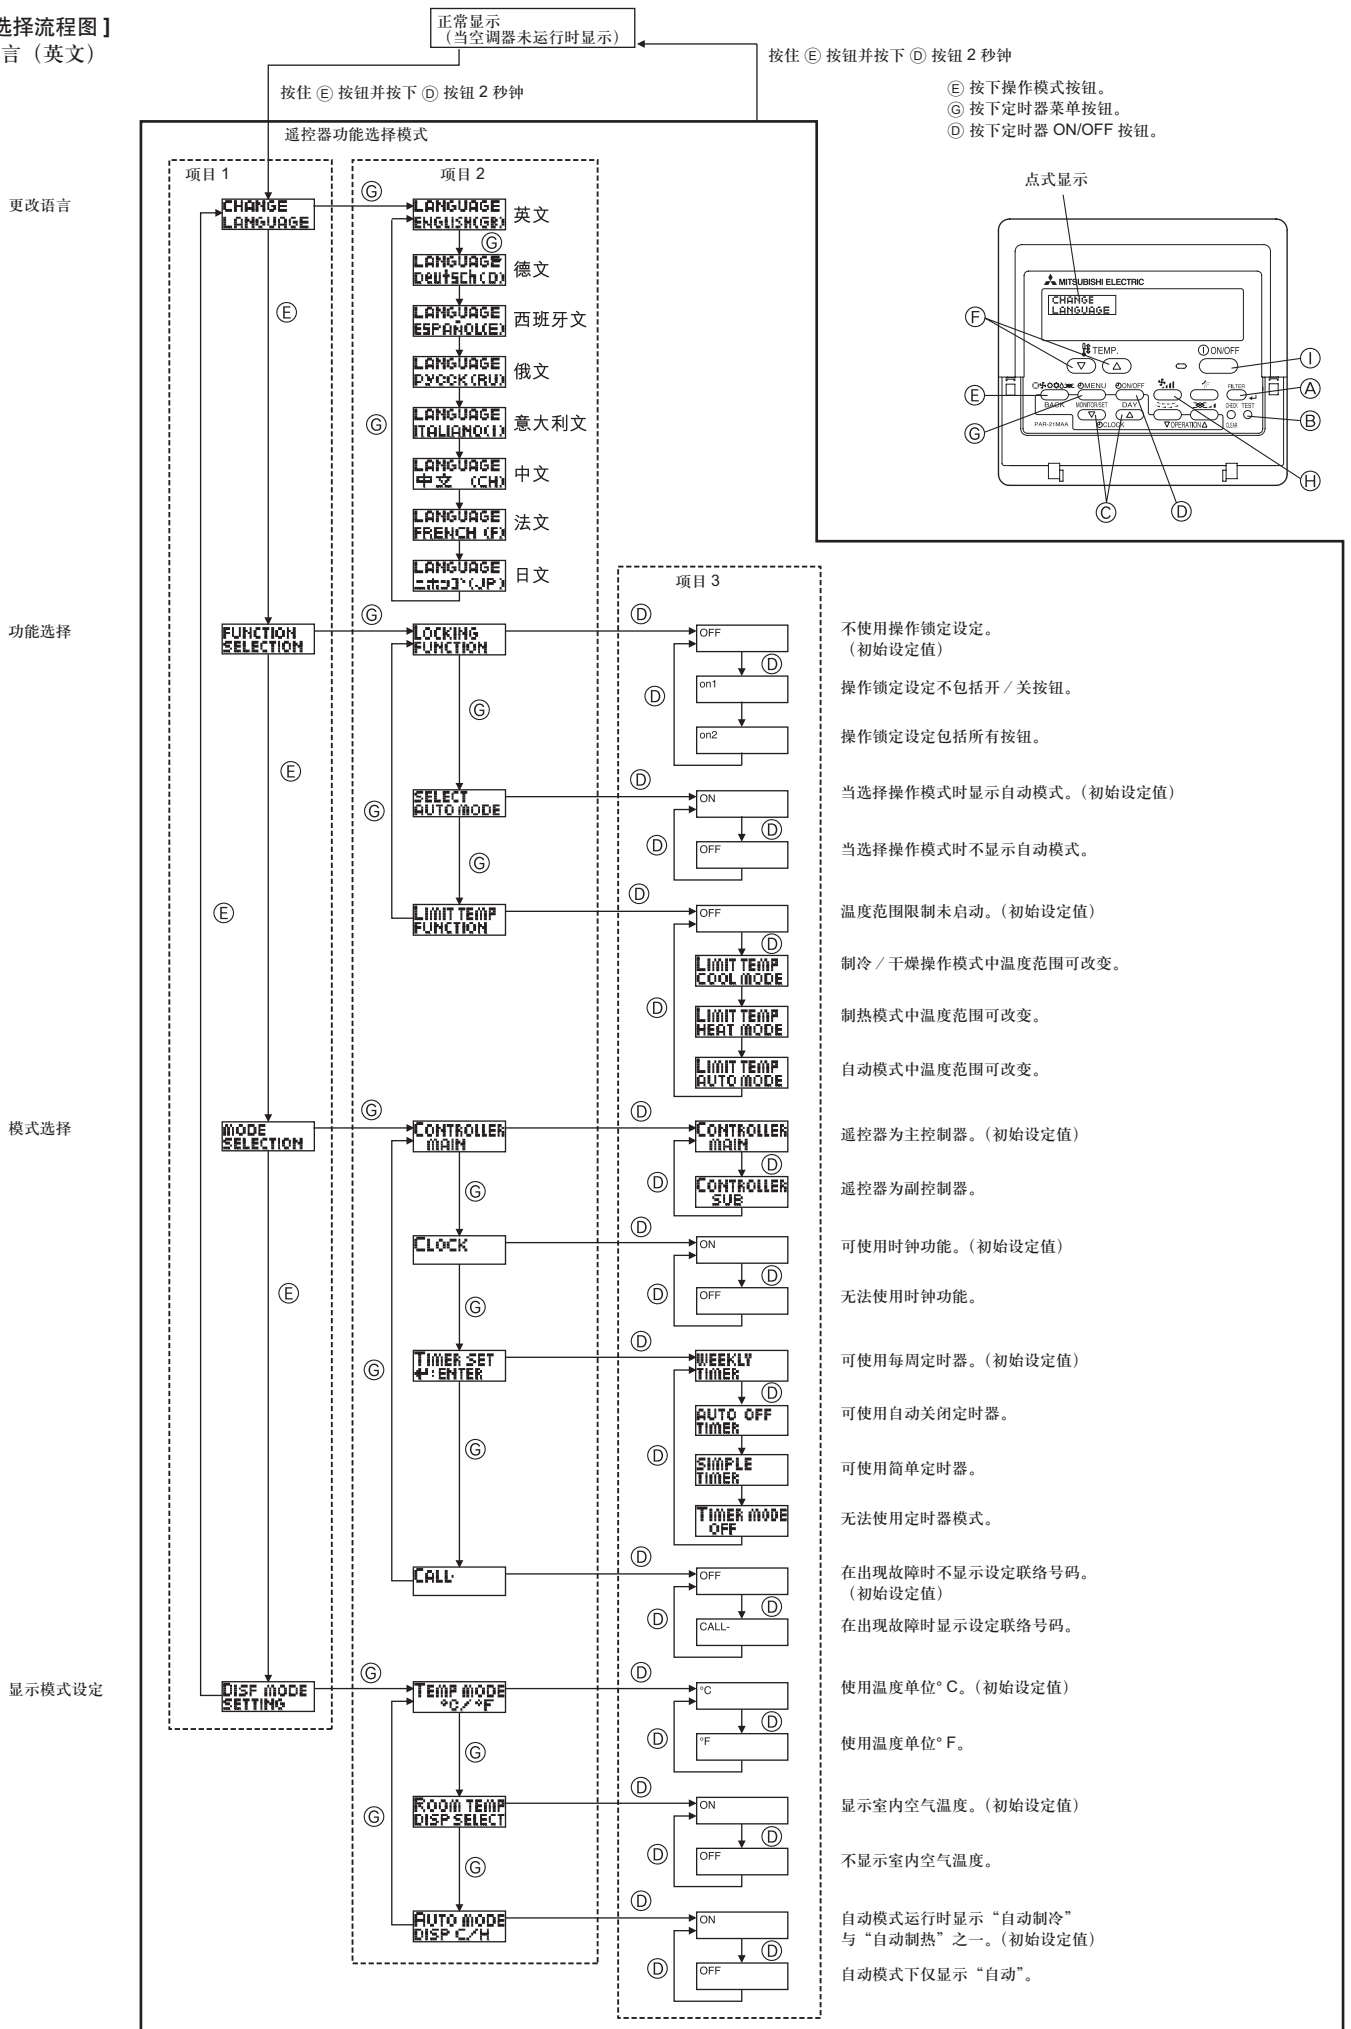 选择流程图 ]
言（英文）
正常显示
（当空调器未运行时显示）
按住 Ⓔ 按钮并按下 Ⓓ 按钮 2 秒钟
按住 Ⓔ 按钮并按下 Ⓓ 按钮 2 秒钟
Ⓔ 按下操作模式按钮。
Ⓖ 按下定时器菜单按钮。
Ⓓ 按下定时器 ON/OFF 按钮。
遥控器功能选择模式
项目 1
项目 2
点式显示
MITSUBISHI ELECTRIC
CHANGE
LANGUAGE
TEMP.
ON/OFF
MENU
ON/OFF
FILTER
BACK
MONITOR/SET
DAY
CHECK TEST
PAR-21MAA
CLOCK
▽OPERATION△
CLEAR
Ⓕ
Ⓔ
Ⓖ
Ⓘ
Ⓐ
Ⓑ
Ⓗ
Ⓒ
Ⓓ
更改语言
CHANGE
LANGUAGE
Ⓖ
LANGUAGE
ENGLISH(GB)
英文
Ⓖ
LANGUAGE
Deutsch(D)
德文
Ⓔ
LANGUAGE
ESPAÑOL(E)
西班牙文
LANGUAGE
РУССК(RU)
俄文
Ⓖ
LANGUAGE
ITALIANO(I)
意大利文
LANGUAGE
中文 (CH)
中文
LANGUAGE
FRENCH (F)
法文
LANGUAGE
ニホンゴ(JP)
日文
项目 3
功能选择
FUNCTION
SELECTION
Ⓖ
LOCKING
FUNCTION
Ⓓ
OFF
不使用操作锁定设定。
（初始设定值）
Ⓓ
Ⓓ
on1
操作锁定设定不包括开 / 关按钮。
Ⓖ
on2
操作锁定设定包括所有按钮。
Ⓔ
Ⓖ
SELECT
AUTO MODE
Ⓓ
ON
当选择操作模式时显示自动模式。（初始设定值）
Ⓓ
Ⓓ
OFF
当选择操作模式时不显示自动模式。
Ⓖ
Ⓔ
LIMIT TEMP
FUNCTION
Ⓓ
OFF
温度范围限制未启动。（初始设定值）
Ⓓ
LIMIT TEMP
COOL MODE
制冷 / 干燥操作模式中温度范围可改变。
Ⓓ
LIMIT TEMP
HEAT MODE
制热模式中温度范围可改变。
LIMIT TEMP
AUTO MODE
自动模式中温度范围可改变。
模式选择
MODE
SELECTION
Ⓖ
CONTROLLER
MAIN
Ⓓ
CONTROLLER
MAIN
遥控器为主控制器。（初始设定值）
Ⓓ
Ⓓ
CONTROLLER
SUB
遥控器为副控制器。
Ⓖ
CLOCK
Ⓓ
ON
可使用时钟功能。（初始设定值）
Ⓓ
Ⓓ
OFF
无法使用时钟功能。
Ⓔ
Ⓖ
TIMER SET
↵:ENTER
Ⓓ
WEEKLY
TIMER
可使用每周定时器。（初始设定值）
Ⓖ
Ⓓ
AUTO OFF
TIMER
可使用自动关闭定时器。
Ⓖ
Ⓓ
SIMPLE
TIMER
可使用简单定时器。
TIMER MODE
OFF
无法使用定时器模式。
CALL-
Ⓓ
OFF
在出现故障时不显示设定联络号码。
（初始设定值）
Ⓓ
Ⓓ
CALL-
在出现故障时显示设定联络号码。
显示模式设定
DISP MODE
SETTING
Ⓖ
TEMP MODE
°C/°F
Ⓓ
°C
使用温度单位° C。（初始设定值）
Ⓓ
Ⓓ
°F
使用温度单位° F。
Ⓖ
ROOM TEMP
DISP SELECT
Ⓓ
ON
显示室内空气温度。（初始设定值）
Ⓖ
Ⓓ
Ⓓ
OFF
不显示室内空气温度。
Ⓖ
AUTO MODE
DISP C/H
Ⓓ
ON
自动模式运行时显示“自动制冷”
与“自动制热”之一。（初始设定值）
Ⓓ
Ⓓ
OFF
自动模式下仅显示“自动”。